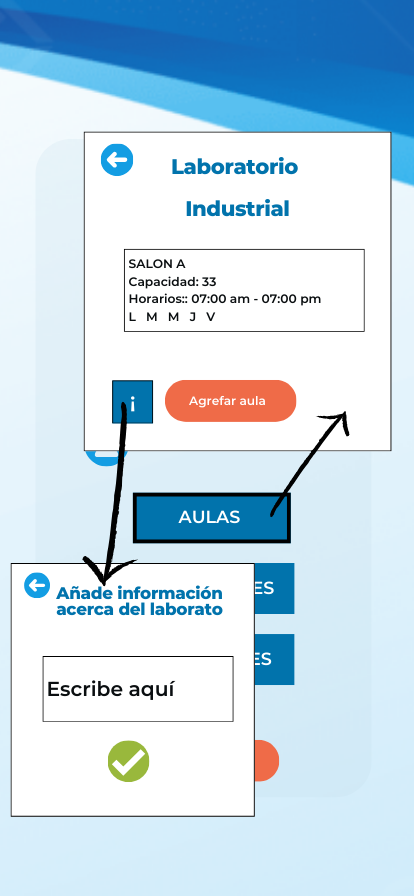 Laboratorio
Industrial
SALON A
Capacidad: 33
Horarios:: 07:00 am - 07:00 pm
L M M J V
¡
Agrefar aula
AULAS
ES
ES
Añade información
acerca del laborato
Escribe aquí